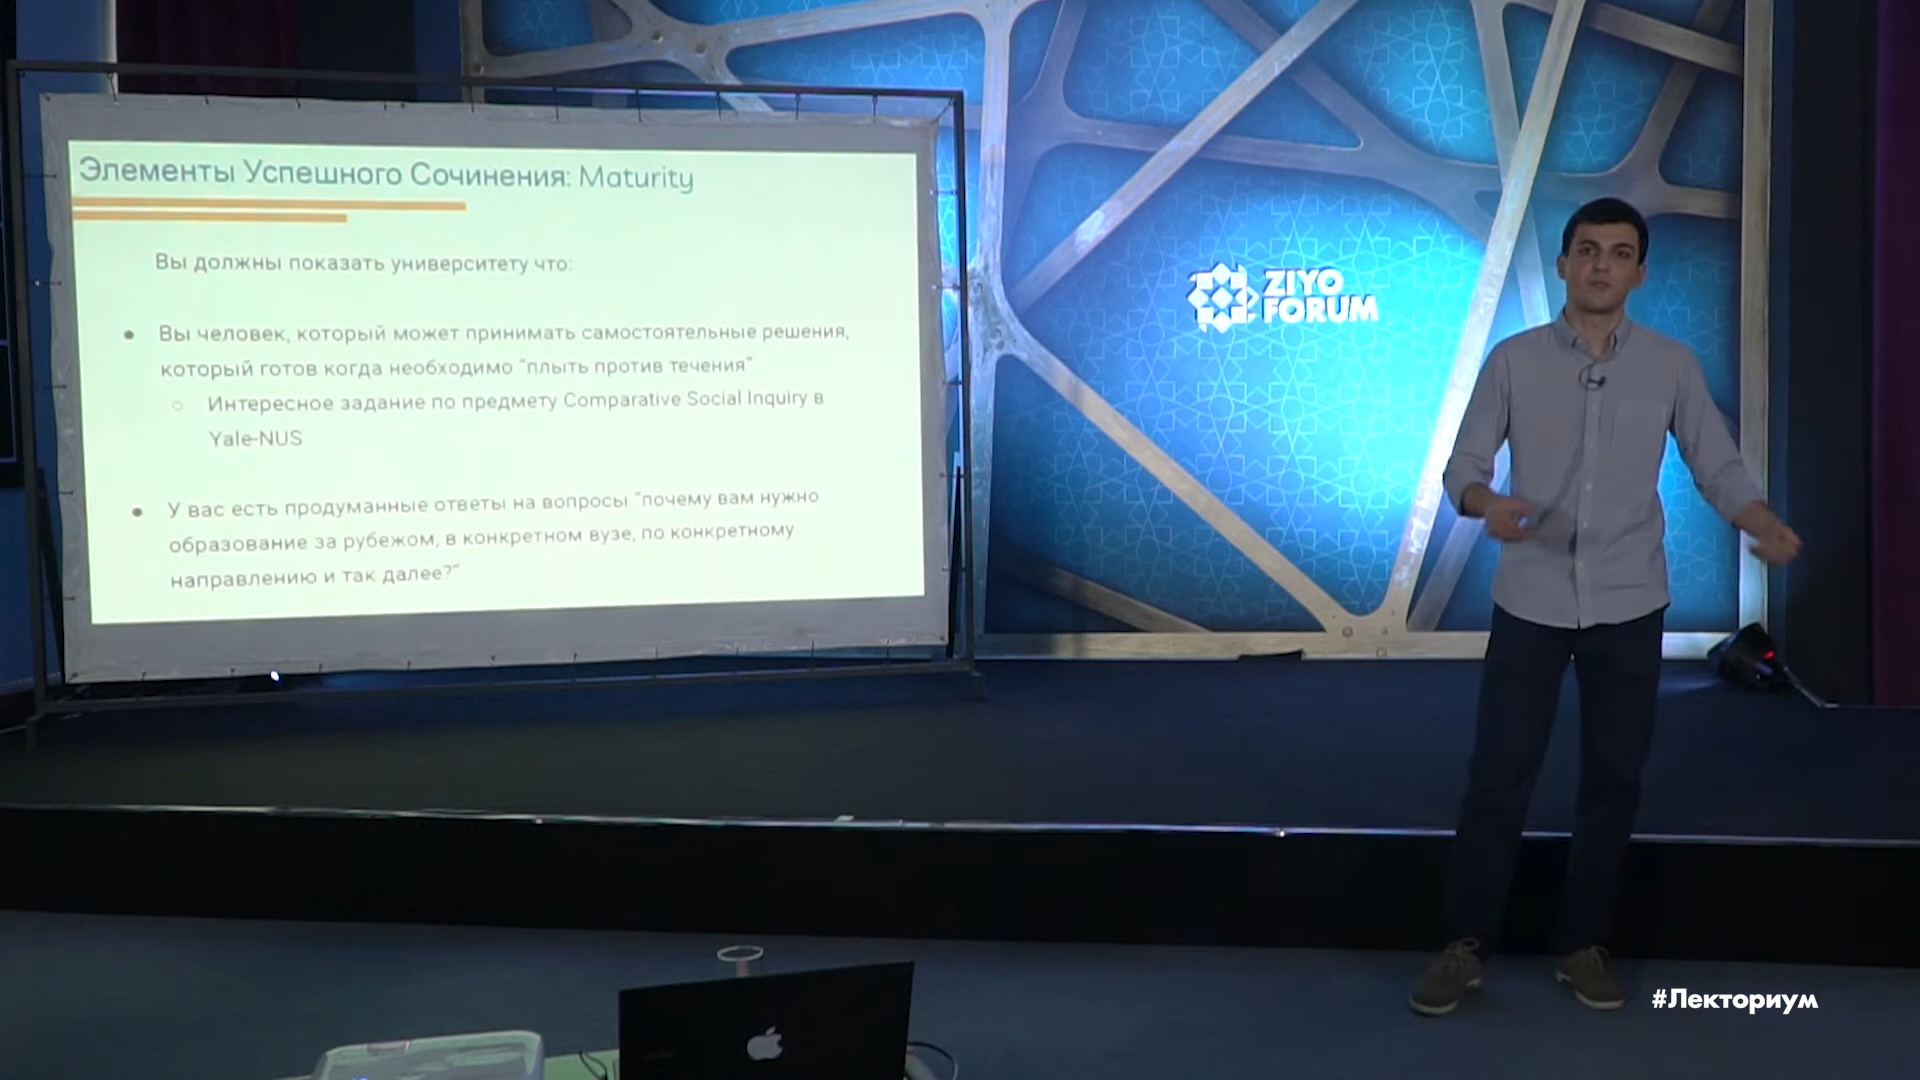 Элементы Успешного Сочинения: Maturity
Вы должны показать университету что:
● Вы человек, который может принимать самостоятельные решения,
который готов когда необходимо “плыть против течения”
○ Интересное задание по предмету Comparative Social Inquiry в
Yale-NUS
● У вас есть продуманные ответы на вопросы “почему вам нужно
образование за рубежом, в конкретном вузе, по конкретному
направлению и так далее?”
ZIYO
FORUM
#Лекториум